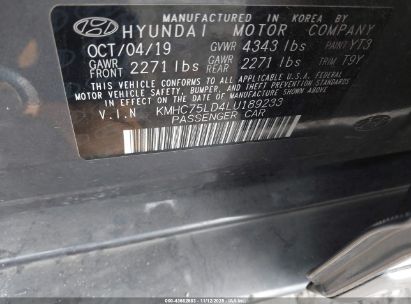 MANUFACTURED IN KOREA BY
HYUNDAI MOTOR COMPANY
OCT/04/19 GVWR 4343 lbs PAINT YT3
GAWR FRONT 2271 lbs GAWR REAR 2271 lbs TRIM T9Y
THIS VEHICLE CONFORMS TO ALL APPLICABLE U.S.A. FEDERAL
MOTOR VEHICLE SAFETY, BUMPER, AND THEFT PREVENTION STANDARDS
IN EFFECT ON THE DATE OF MANUFACTURE SHOWN ABOVE.
V.I.N KMHC75LD4LU189233
PASSENGER CAR
HYUNDAI